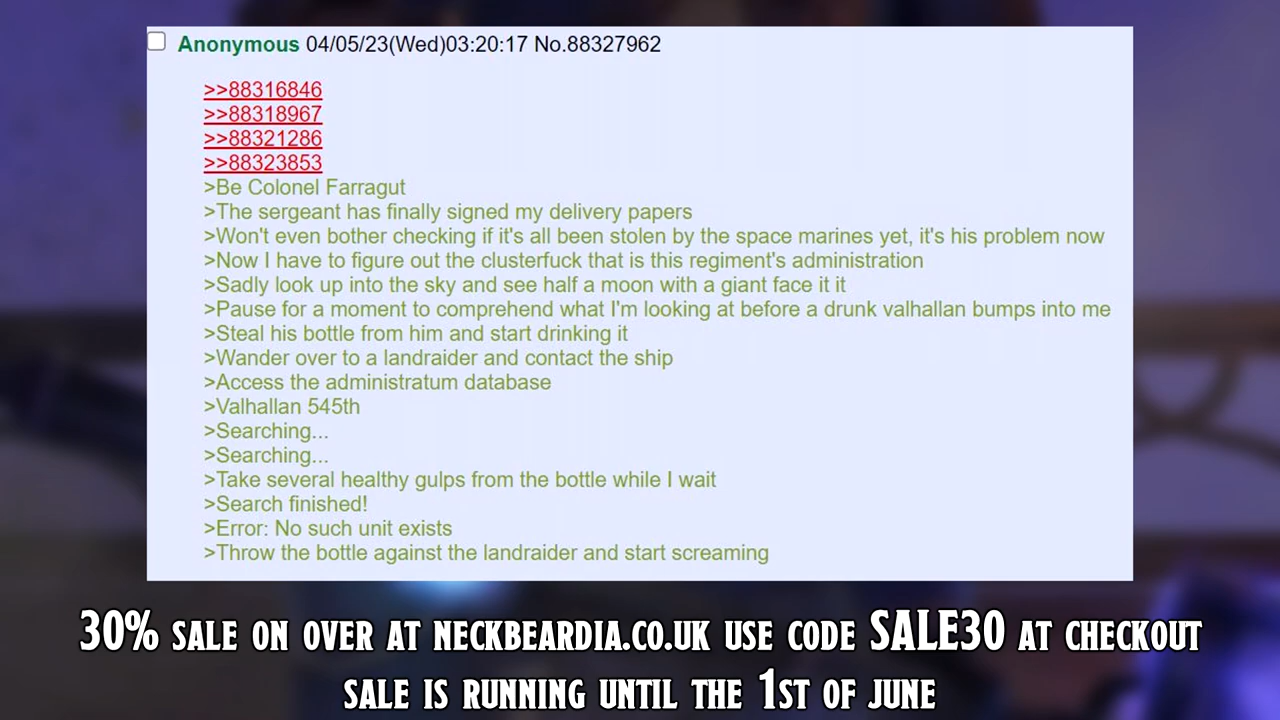 Anonymous 04/05/23(Wed)03:20:17 No.88327962
>>88316846
>>88318967
>>88321286
>>88323853
>Be Colonel Farragut
>The sergeant has finally signed my delivery papers
>Won't even bother checking if it's all been stolen by the space marines yet, it's his problem now
>Now I have to figure out the clusterfuck that is this regiment's administration
>Sadly look up into the sky and see half a moon with a giant face it it
>Pause for a moment to comprehend what I'm looking at before a drunk valhallan bumps into me
>Steal his bottle from him and start drinking it
>Wander over to a landraider and contact the ship
>Access the administratum database
>Valhallan 545th
>Searching...
>Searching...
>Take several healthy gulps from the bottle while I wait
>Search finished!
>Error: No such unit exists
>Throw the bottle against the landraider and start screaming
30% SALE ON OVER AT NECKBEARDIA.CO.UK USE CODE SALE30 AT CHECKOUT
SALE IS RUNNING UNTIL THE 1ST OF JUNE